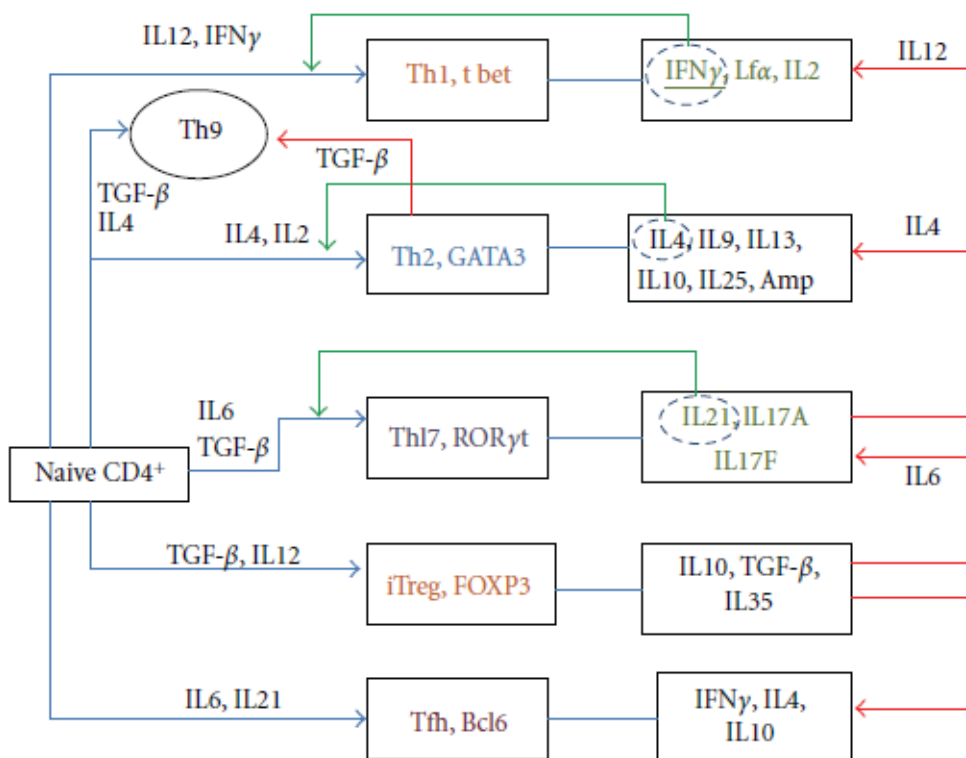 IL12, IFNγ
Th1, t bet
IFNγ, Lfα, IL2
IL12
Th9
TGF-β
TGF-β
IL4
IL4, IL2
Th2, GATA3
IL4, IL9, IL13,
IL10, IL25, Amp
IL4
IL6
TGF-β
Th17, RORγt
IL21, IL17A
IL17F
IL6
Naive CD4⁺
TGF-β, IL12
iTreg, FOXP3
IL10, TGF-β,
IL35
IL6, IL21
Tfh, Bcl6
IFNγ, IL4,
IL10